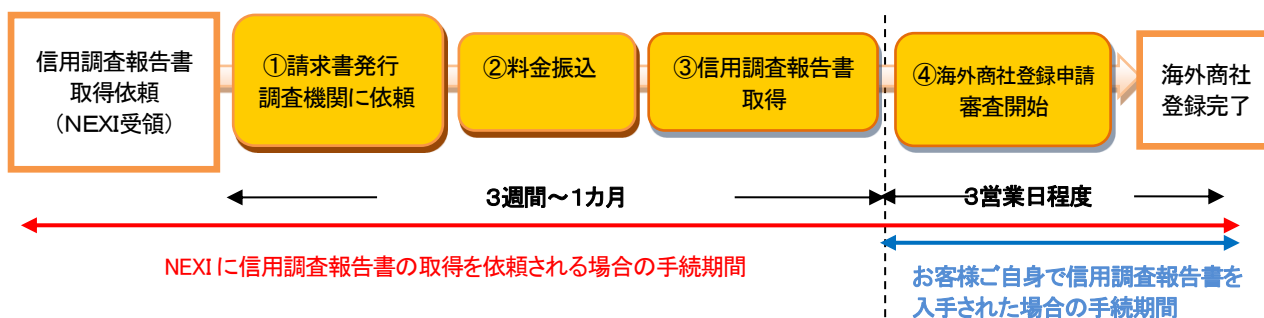 信用調査報告書
取得依頼
（NEXI受領）
①請求書発行
調査機関に依頼
②料金振込
③信用調査報告書
取得
④海外商社登録申請
審査開始
海外商社
登録完了
3週間～1カ月
3営業日程度
NEXIに信用調査報告書の取得を依頼される場合の手続期間
お客様ご自身で信用調査報告書を
入手された場合の手続期間